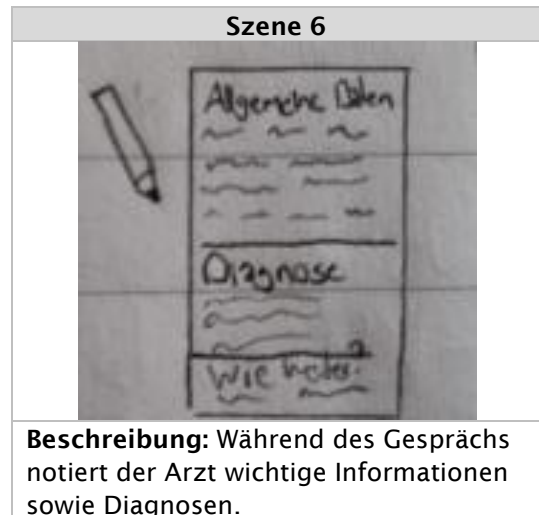 Szene 6
Allgemeine Daten
Diagnose
Wie weiter?
Beschreibung: Während des Gesprächs
notiert der Arzt wichtige Informationen
sowie Diagnosen.